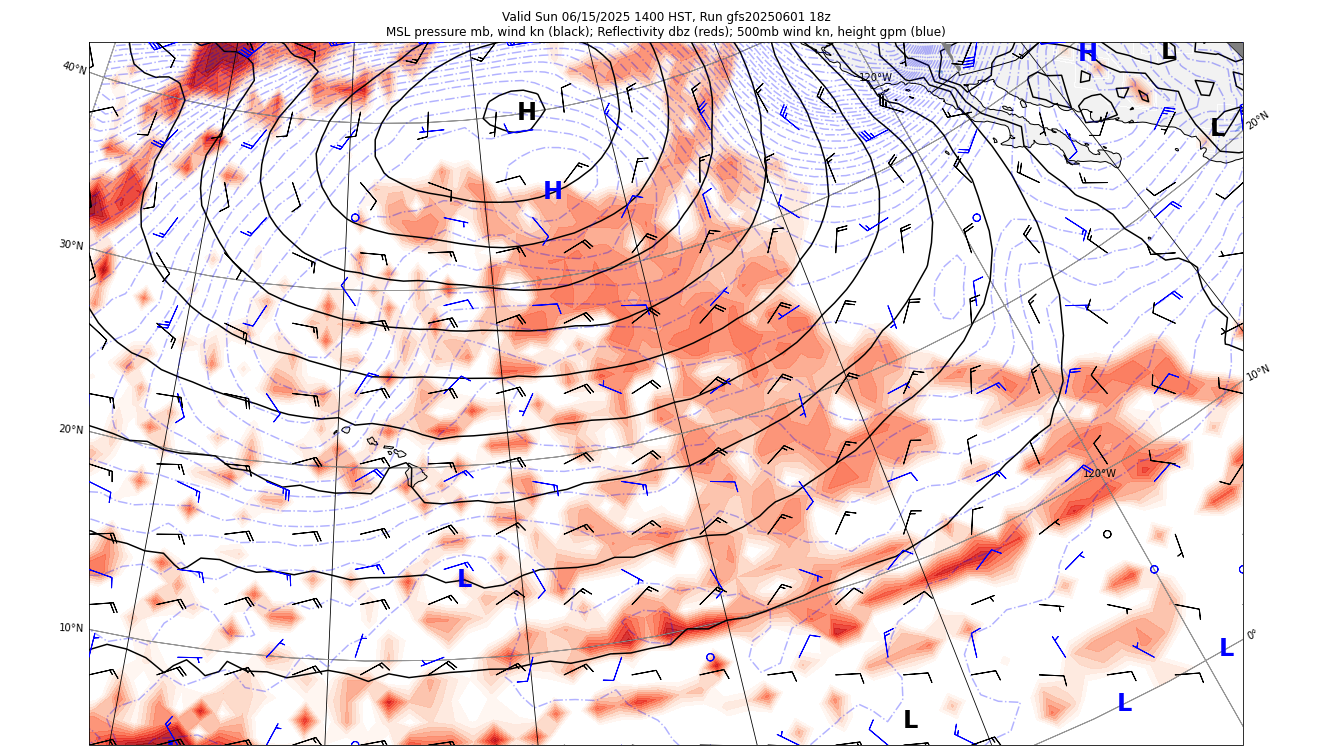 Valid Sun 06/15/2025 1400 HST, Run gfs20250601 18z
MSL pressure mb, wind kn (black); Reflectivity dbz (reds); 500mb wind kn, height gpm (blue)
H L
40°N
120°W
H
L
20°N
H
30°N
10°N
20°N
120°W
L
10°N
0°
L
L
L